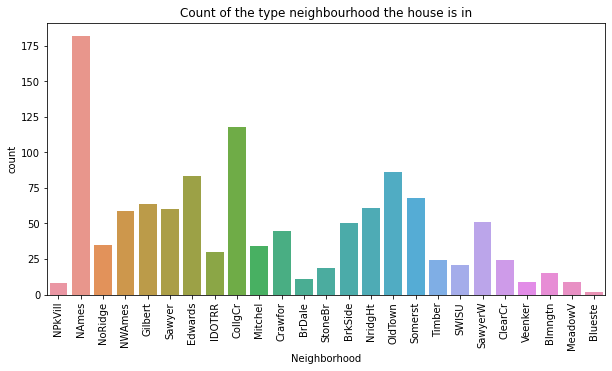 Count of the type neighbourhood the house is in
count
175
150
125
100
75
50
25
0
NPkVill
NAmes
NoRidge
NWAmes
Gilbert
Sawyer
Edwards
IDOTRR
CollgCr
Mitchel
Crawfor
BrDale
StoneBr
BrkSide
NridgHt
OldTown
Somerst
Timber
SWISU
SawyerW
ClearCr
Veenker
Blmngtn
MeadowV
Blueste
Neighborhood